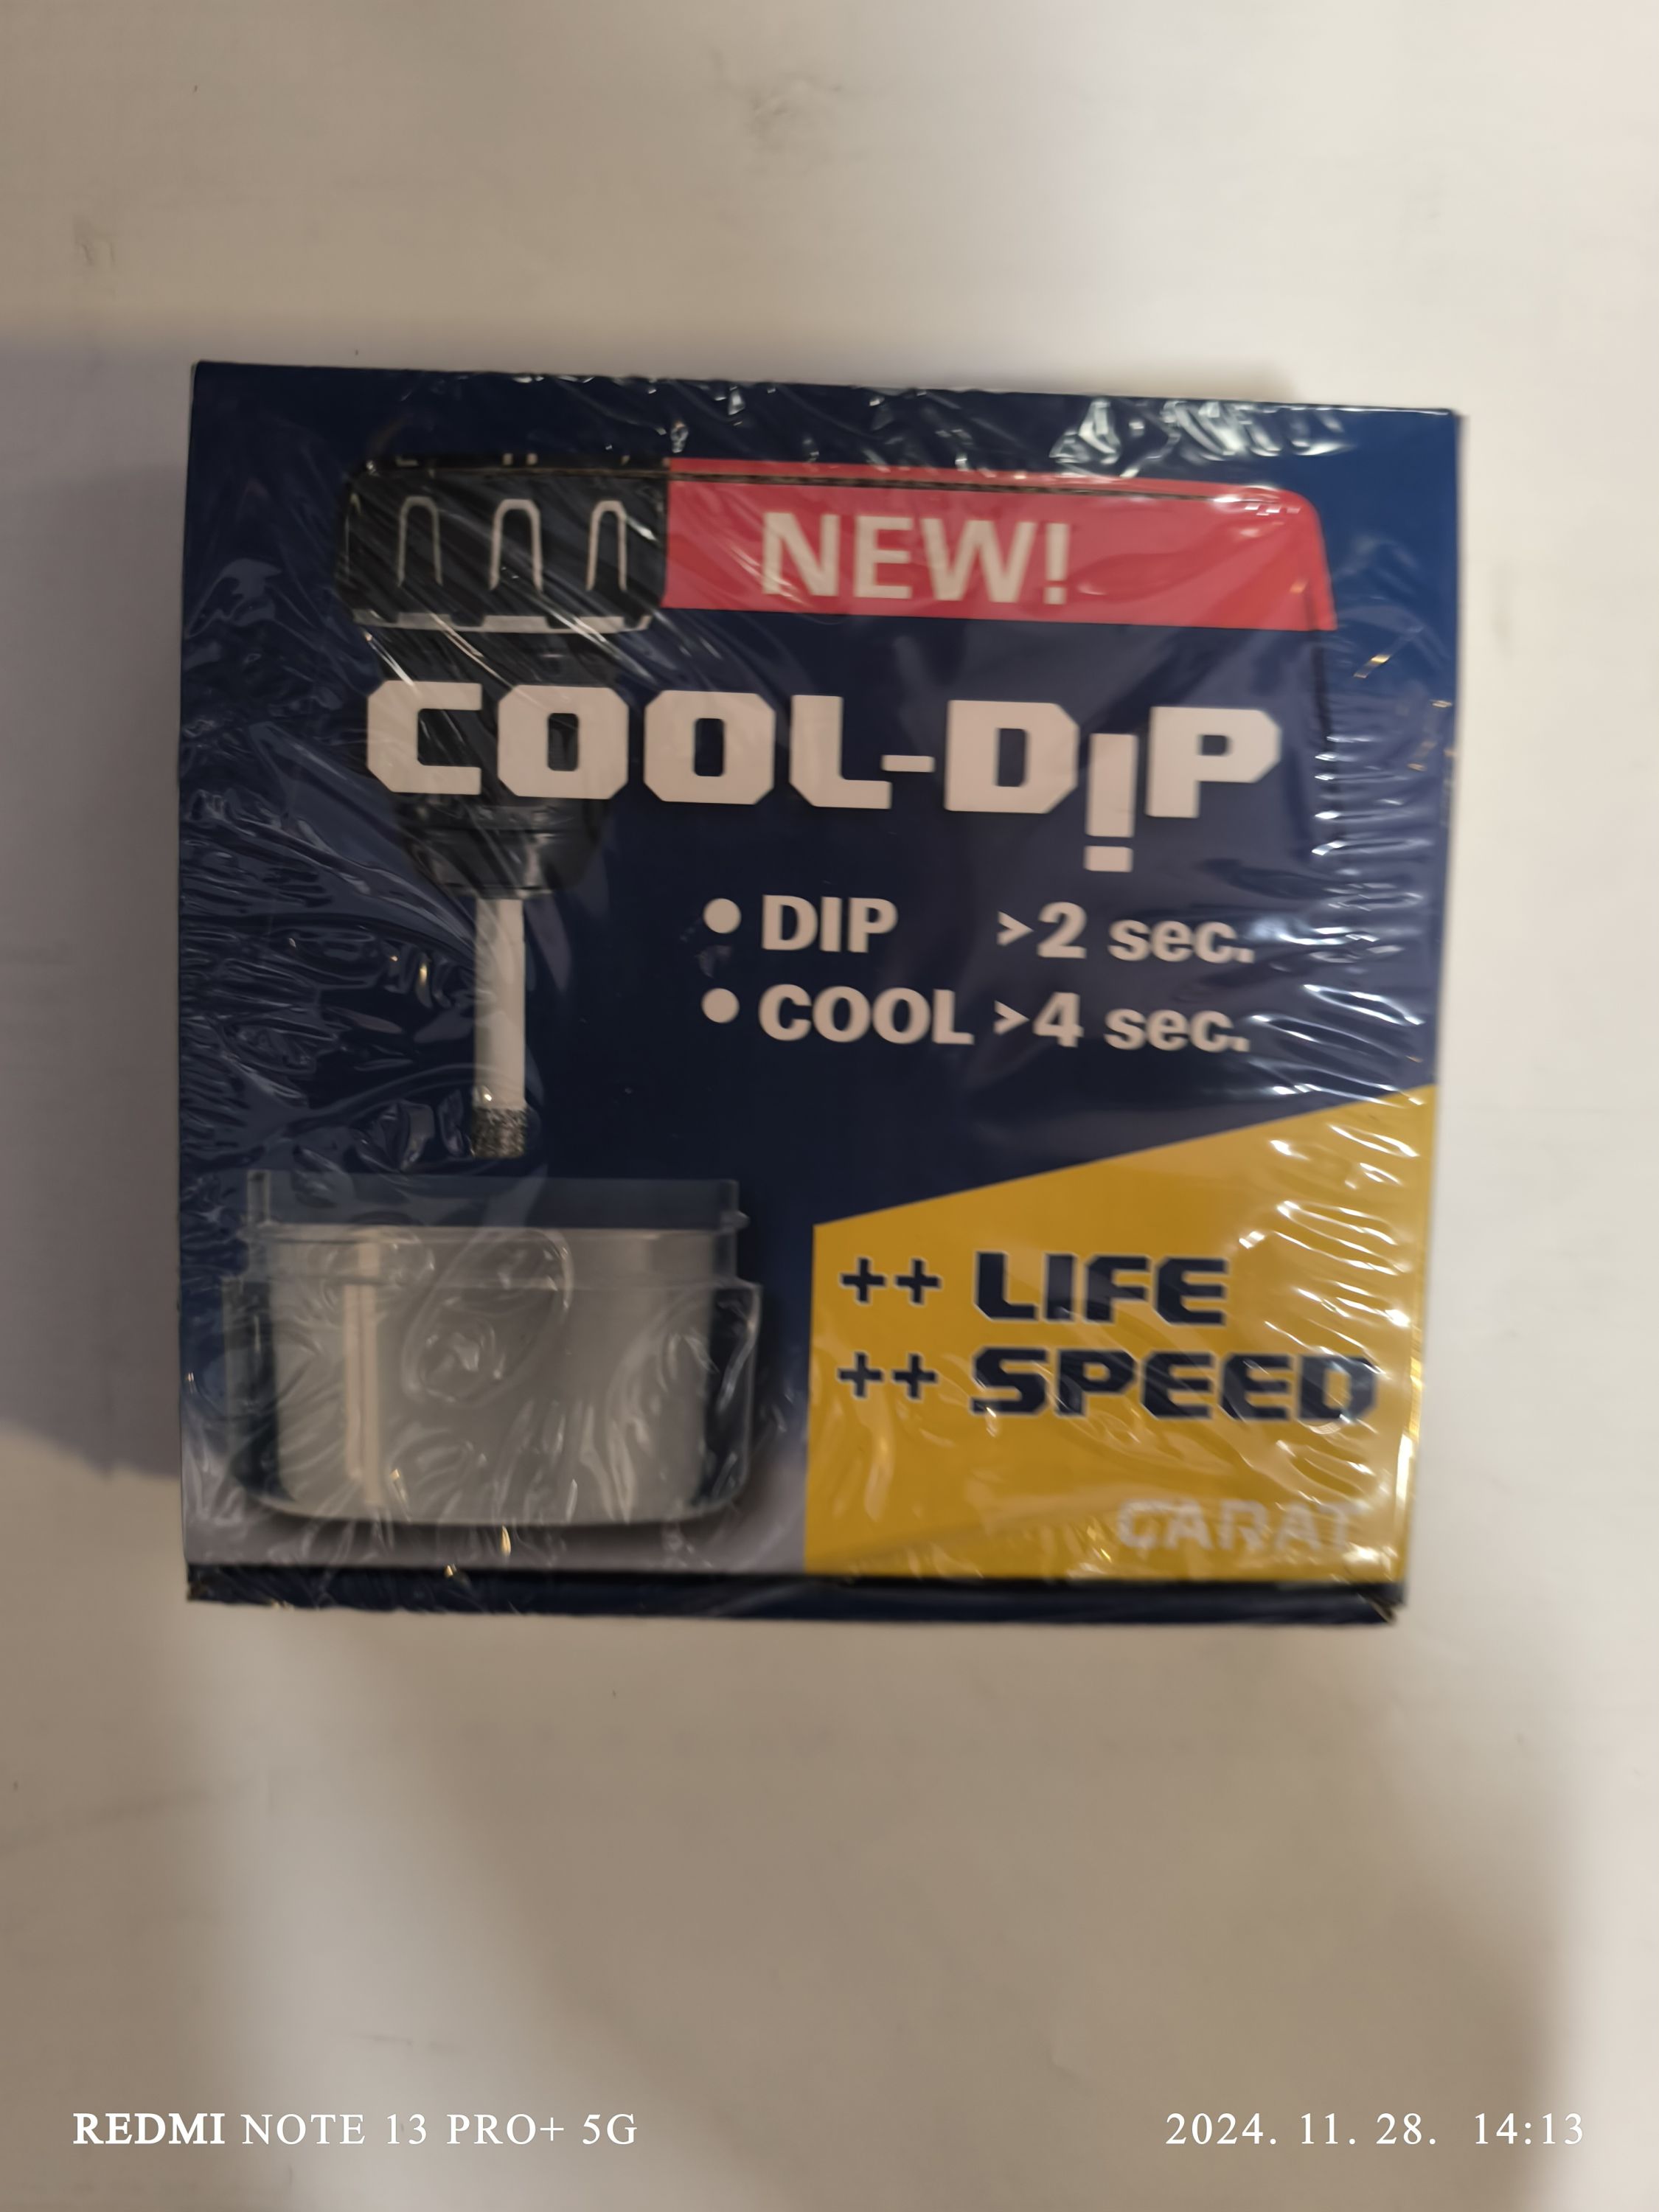 NEW!
COOL-DiP
● DIP >2 sec.
● COOL >4 sec.
++ LIFE
++ SPEED
CARAT
REDMI NOTE 13 PRO+ 5G
2024. 11. 28. 14:13